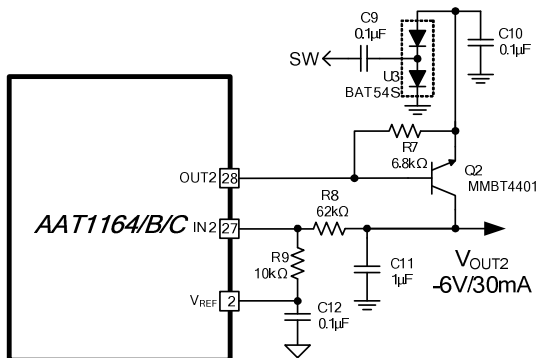 C9
0.1µF
SW
U3
BAT54S
C10
0.1µF
R7
6.8kΩ
Q2
MMBT4401
OUT2 28
AAT1164/B/C
IN2 27
R8
62kΩ
R9
10kΩ
C11
1µF
VOUT2
-6V/30mA
VREF 2
C12
0.1µF